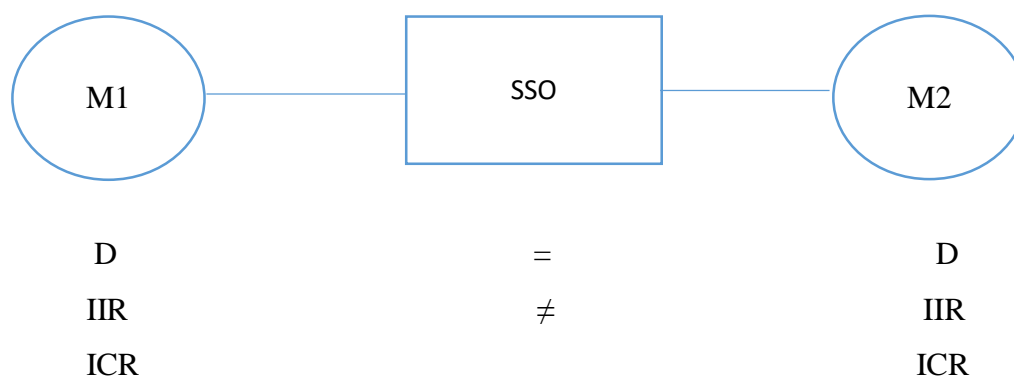 M1 SSO M2
D = D
IIR ≠ IIR
ICR ICR